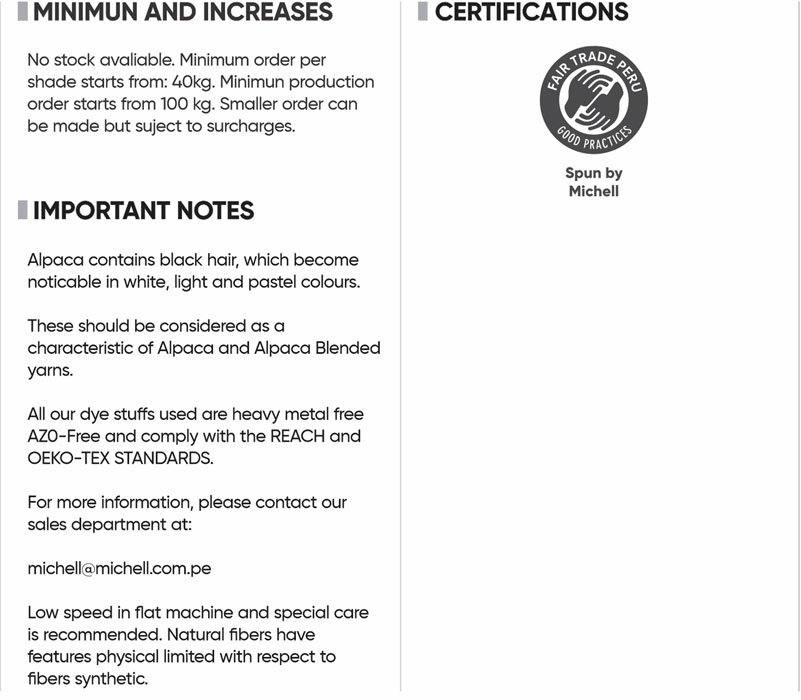 MINIMUN AND INCREASES
No stock avaliable. Minimum order per
shade starts from: 40kg. Minimun production
order starts from 100 kg. Smaller order can
be made but suject to surcharges.
IMPORTANT NOTES
Alpaca contains black hair, which become
noticable in white, light and pastel colours.
These should be considered as a
characteristic of Alpaca and Alpaca Blended
yarns.
All our dye stuffs used are heavy metal free
AZ0-Free and comply with the REACH and
OEKO-TEX STANDARDS.
For more information, please contact our
sales department at:
michell@michell.com.pe
Low speed in flat machine and special care
is recommended. Natural fibers have
features physical limited with respect to
fibers synthetic.
CERTIFICATIONS
FAIR TRADE PERU
GOOD PRACTICES
Spun by
Michell